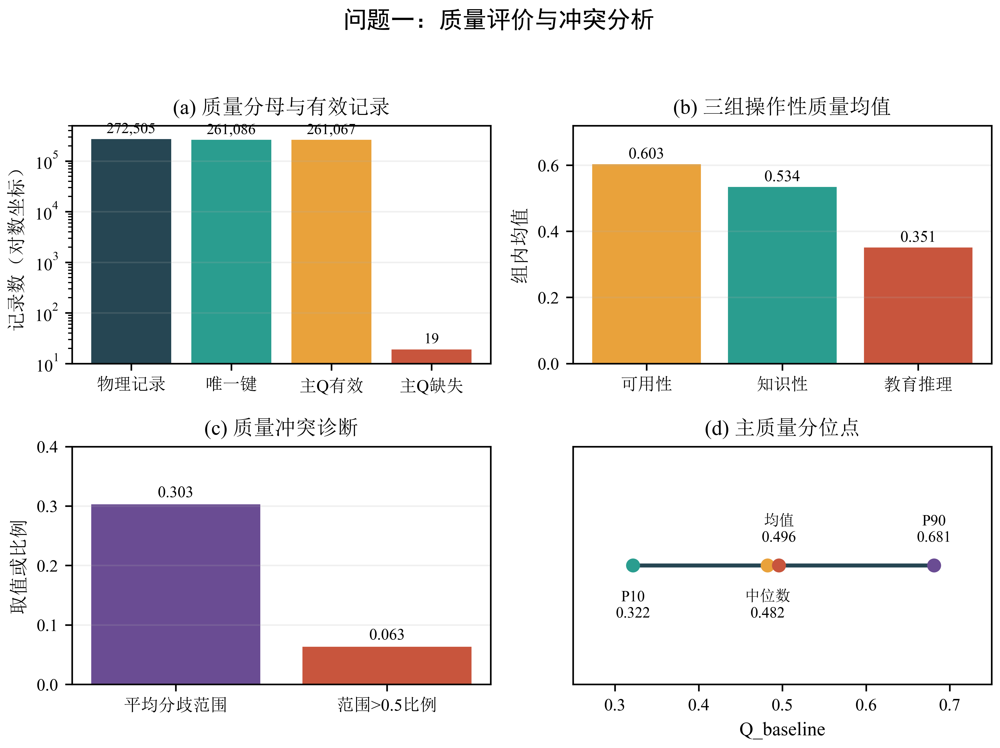 问题一：质量评价与冲突分析
(a) 质量分母与有效记录
272,505
261,086
261,067
19
10^5
10^4
10^3
10^2
10^1
记录数（对数坐标）
物理记录
唯一键
主Q有效
主Q缺失
(b) 三组操作性质量均值
0.603
0.534
0.351
0.6
0.4
0.2
0.0
组内均值
可用性
知识性
教育推理
(c) 质量冲突诊断
0.4
0.3
0.2
0.1
0.0
取值或比例
0.303
0.063
平均分歧范围
范围>0.5比例
(d) 主质量分位点
均值
0.496
P90
0.681
P10
0.322
中位数
0.482
0.3
0.4
0.5
0.6
0.7
Q_baseline